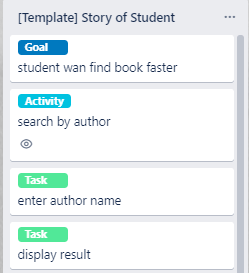 [Template] Story of Student
Goal
student wan find book faster
Activity
search by author
Task
enter author name
Task
display result